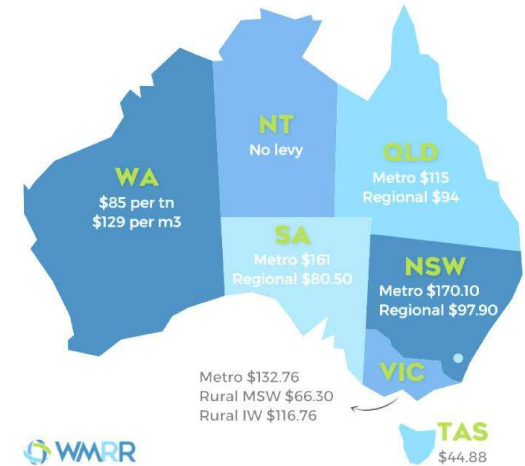 NT
No levy
QLD
Metro $115
Regional $94
WA
$85 per tn
$129 per m3
SA
Metro $161
Regional $80.50
NSW
Metro $170.10
Regional $97.90
VIC
Metro $132.76
Rural MSW $66.30
Rural IW $116.76
TAS
$44.88
WMRR